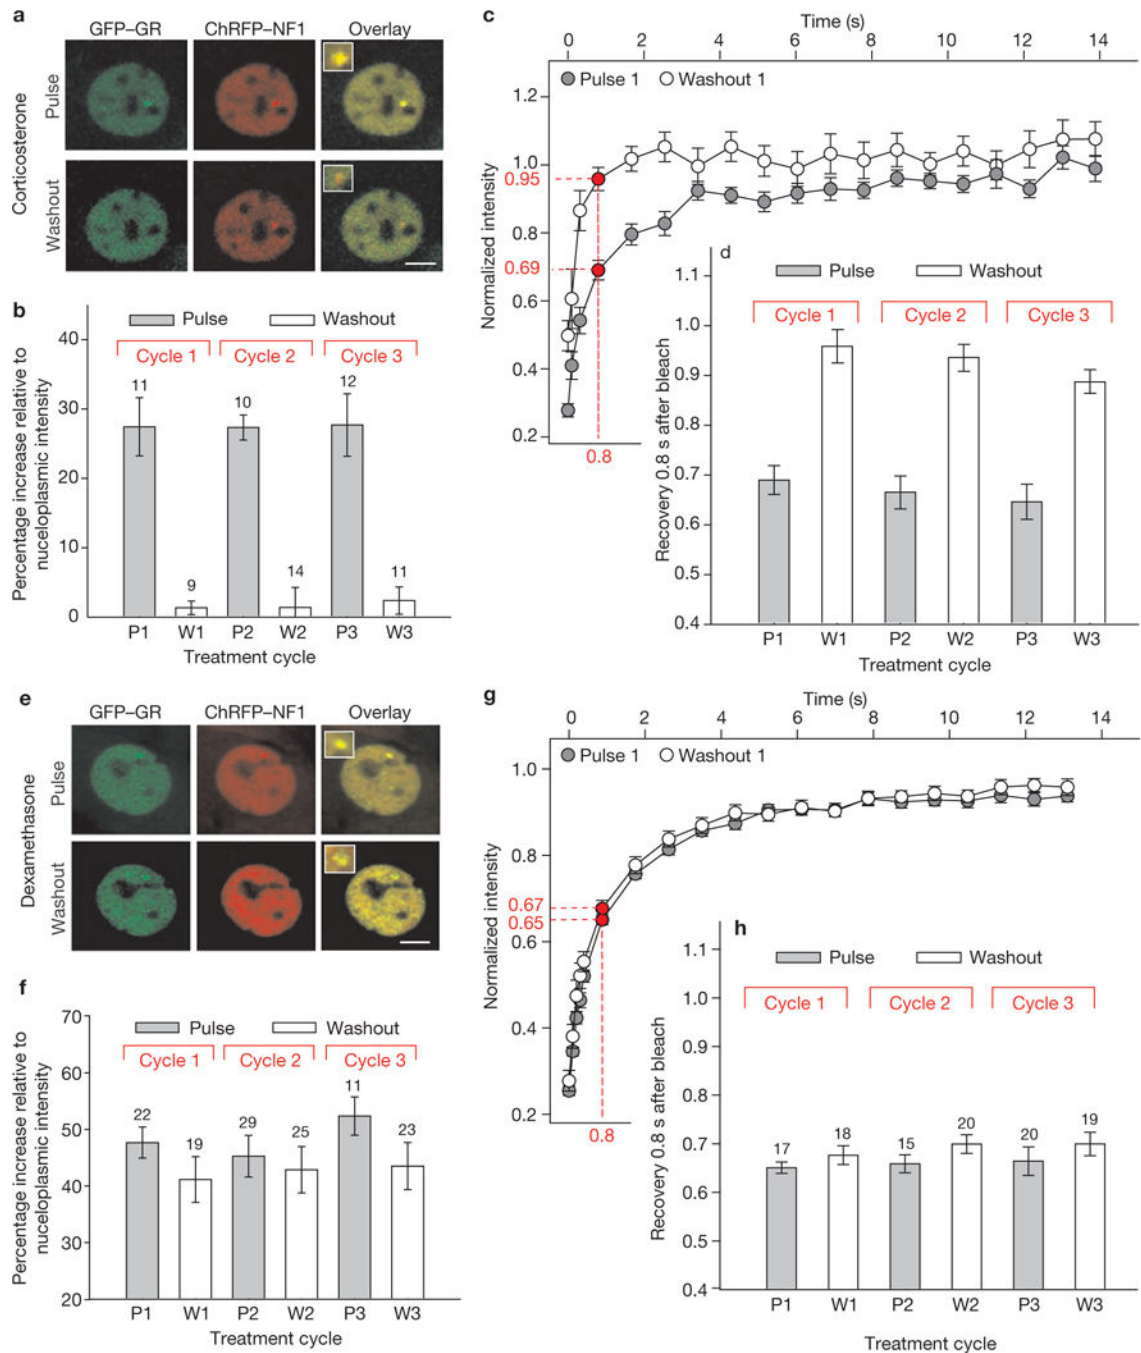 a
GFP–GR ChRFP–NF1 Overlay
Corticosterone
Pulse
Washout
b
Pulse Washout
Cycle 1 Cycle 2 Cycle 3
Percentage increase relative to
nuceloplasmic intensity
40
30
20
10
0
11 9 10 14 12 11
P1 W1 P2 W2 P3 W3
Treatment cycle
c
Time (s)
0 2 4 6 8 10 12 14
Pulse 1 Washout 1
Normalized intensity
1.2
1.0
0.95
0.8
0.69
0.6
0.4
0.2
0.8
d
Pulse Washout
Cycle 1 Cycle 2 Cycle 3
Recovery 0.8 s after bleach
1.1
1.0
0.9
0.8
0.7
0.6
0.5
0.4
P1 W1 P2 W2 P3 W3
Treatment cycle
e
GFP–GR ChRFP–NF1 Overlay
Dexamethasone
Pulse
Washout
f
Pulse Washout
Cycle 1 Cycle 2 Cycle 3
Percentage increase relative to
nuceloplasmic intensity
70
60
50
40
30
20
22 19 29 25 11 23
P1 W1 P2 W2 P3 W3
Treatment cycle
g
Time (s)
0 2 4 6 8 10 12 14
Pulse 1 Washout 1
Normalized intensity
1.0
0.8
0.67
0.65
0.6
0.4
0.2
0.8
h
Pulse Washout
Cycle 1 Cycle 2 Cycle 3
Recovery 0.8 s after bleach
1.1
1.0
0.9
0.8
0.7
0.6
0.5
0.4
17 18 15 20 20 19
P1 W1 P2 W2 P3 W3
Treatment cycle